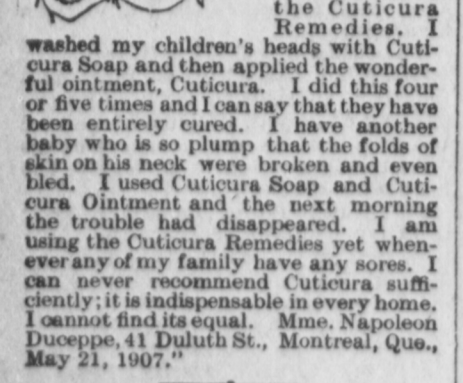 the Cuticura
Remedies. I
washed my children's heads with Cuti-
cura Soap and then applied the wonder-
ful ointment, Cuticura. I did this four
or five times and I can say that they have
been entirely cured. I have another
baby who is so plump that the folds of
skin on his neck were broken and even
bled. I used Cuticura Soap and Cuti-
cura Ointment and the next morning
the trouble had disappeared. I am
using the Cuticura Remedies yet when-
ever any of my family have any sores. I
can never recommend Cuticura suffi-
ciently; it is indispensable in every home.
I cannot find its equal. Mme. Napoleon
Duceppe, 41 Duluth St., Montreal, Que.,
May 21, 1907."